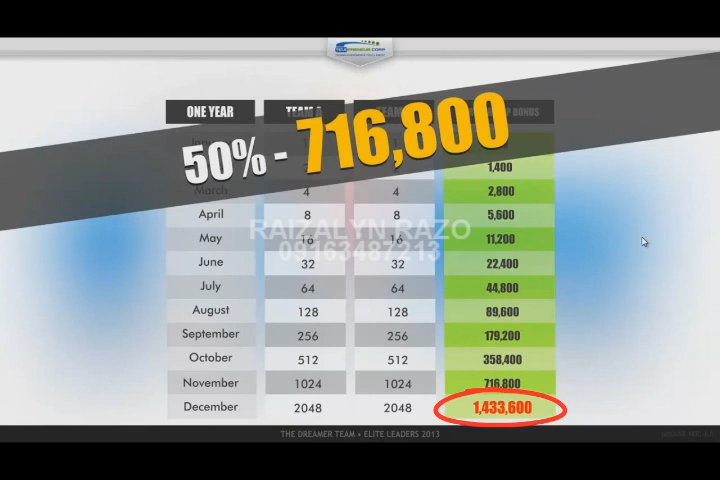 ONE YEAR
50% - 716,800
BONUS
1,400
March 4 4 2,800
April 8 8 5,600
May 16 16 11,200
RAIZALYN RAZO
09163487213
June 32 32 22,400
July 64 64 44,800
August 128 128 89,600
September 256 256 179,200
October 512 512 358,400
November 1024 1024 716,800
December 2048 2048 1,433,600
THE DREAMER TEAM • ELITE LEADERS 2013